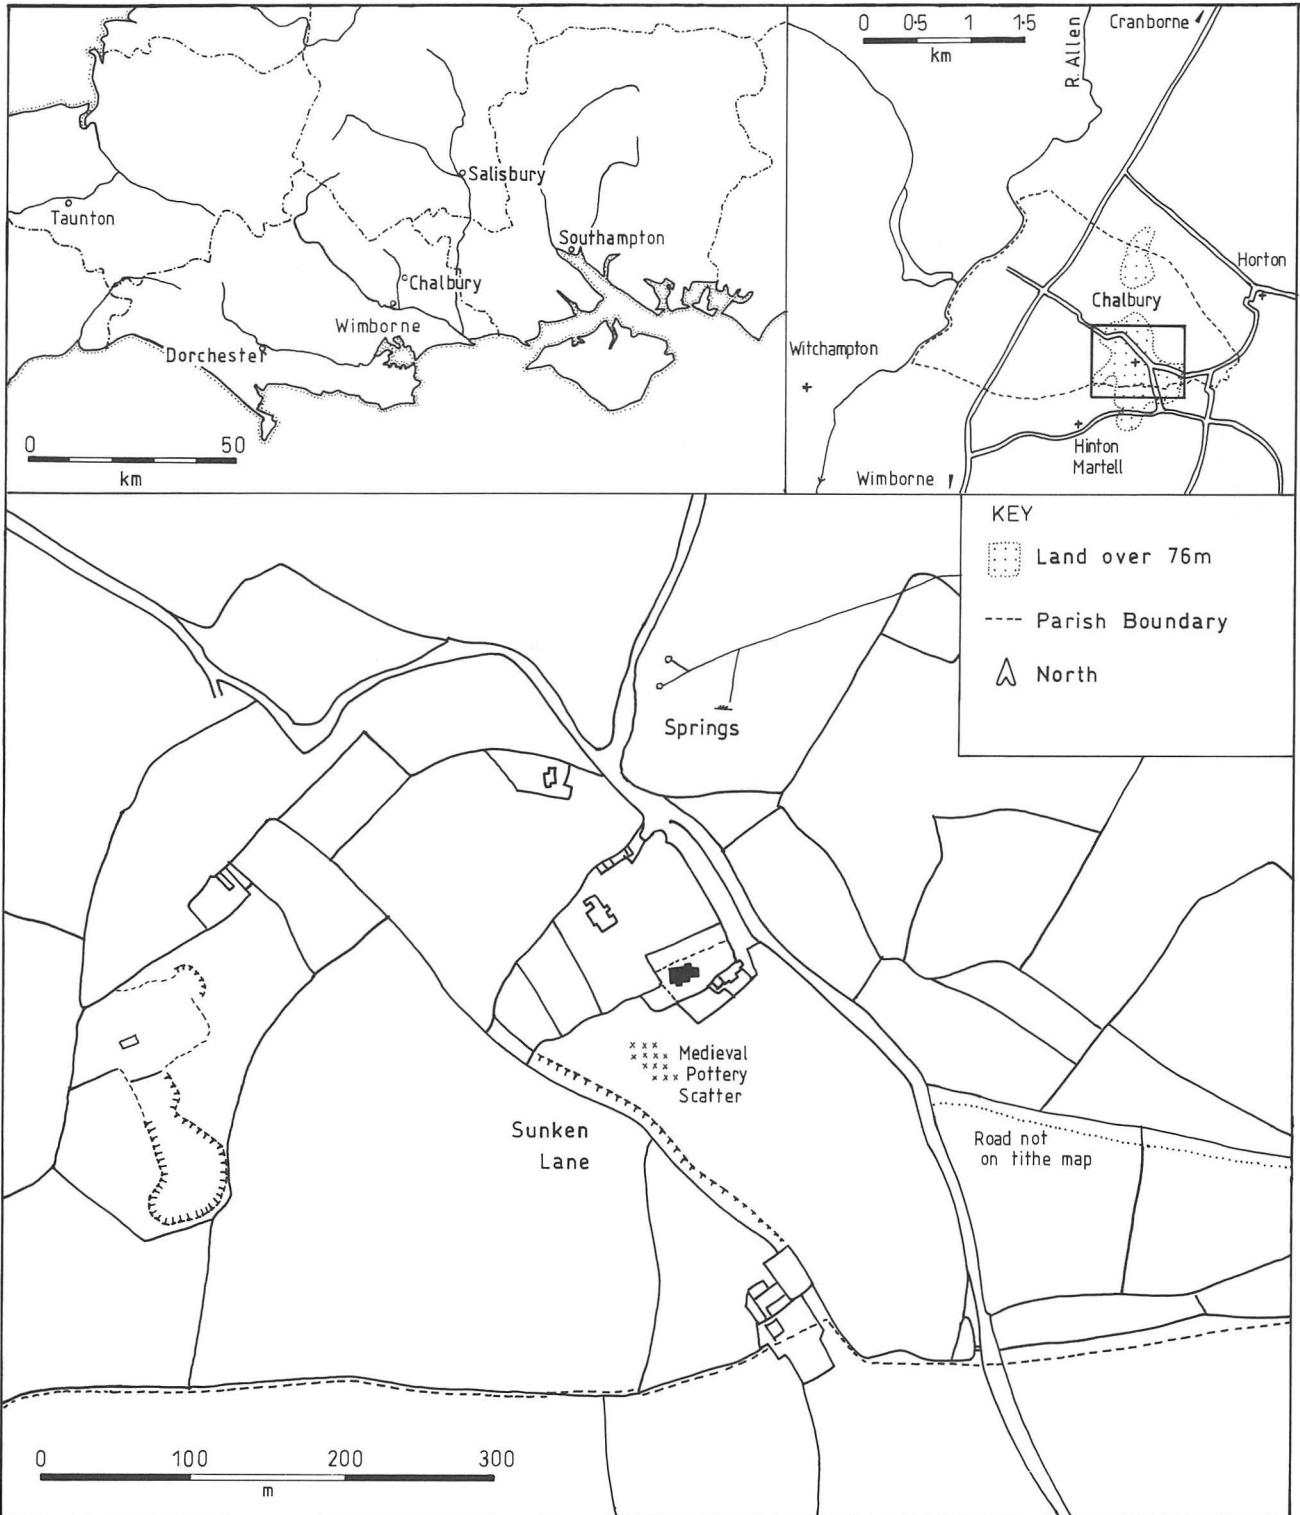 Salisbury
Taunton
Southampton
Chalbury
Wimborne
Dorchester
0 50
km
0 0·5 1 1·5
km
R. Allen
Cranborne
Horton
Chalbury
Witchampton
Hinton
Martell
Wimborne
KEY
Land over 76m
Parish Boundary
North
Springs
Medieval
Pottery
Scatter
Sunken
Lane
Road not
on tithe map
0 100 200 300
m